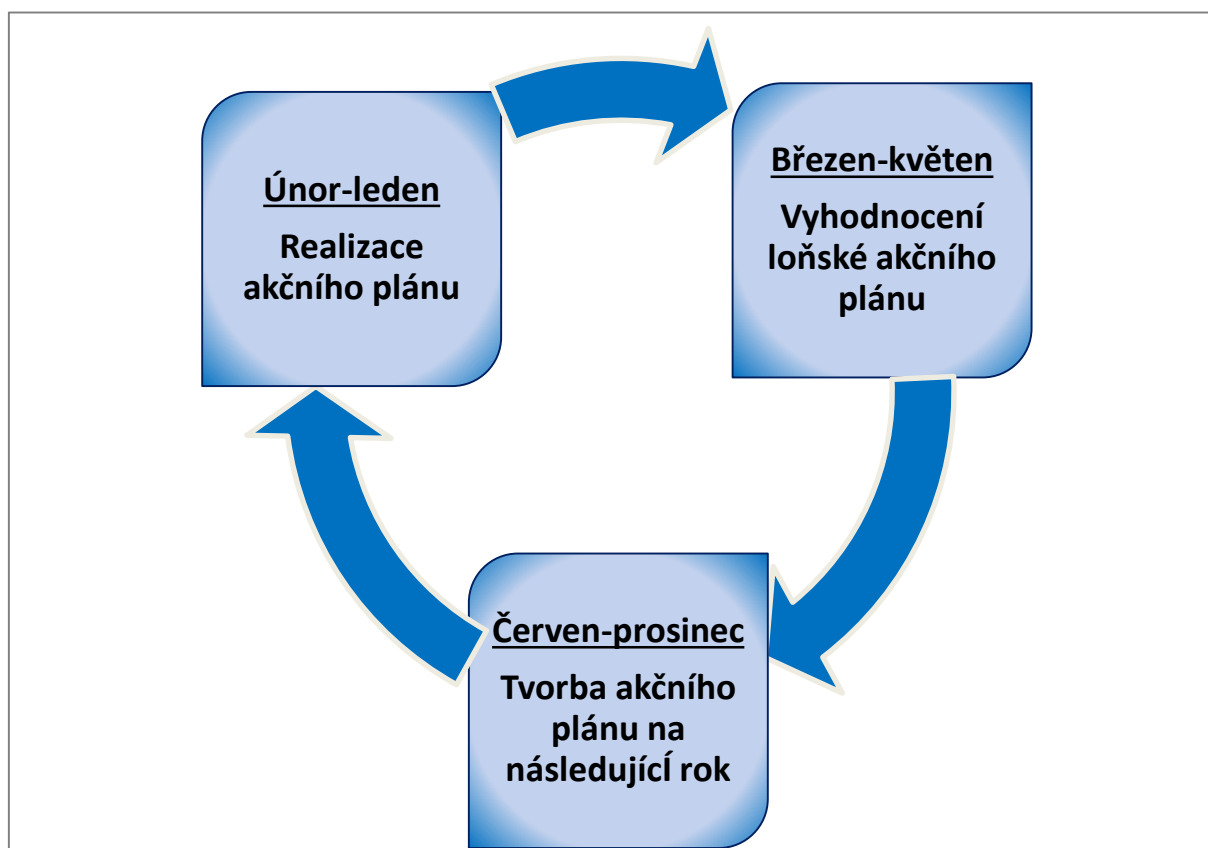 Únor-leden
Realizace
akčního plánu
Březen-květen
Vyhodnocení
loňské akčního
plánu
Červen-prosinec
Tvorba akčního
plánu na
následujícÍ rok